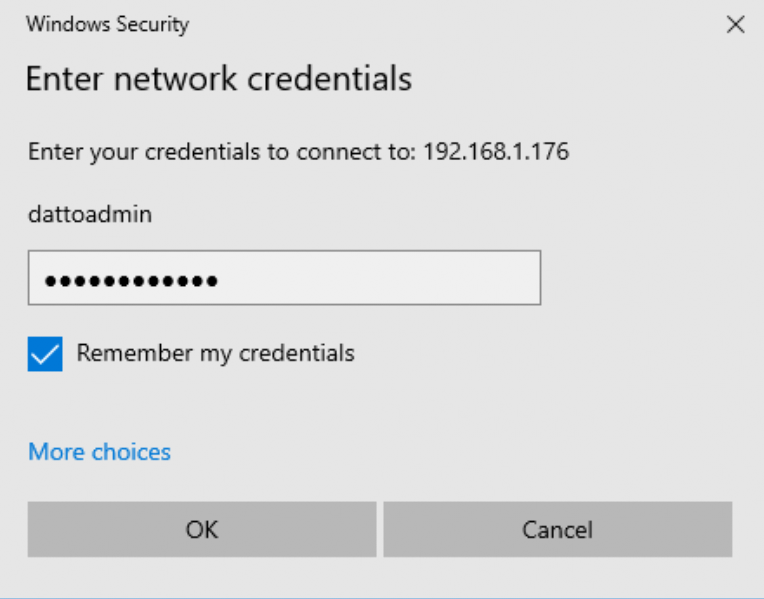 Windows Security
Enter network credentials
Enter your credentials to connect to: 192.168.1.176
dattoadmin
●●●●●●●●●●●●
Remember my credentials
More choices
OK Cancel